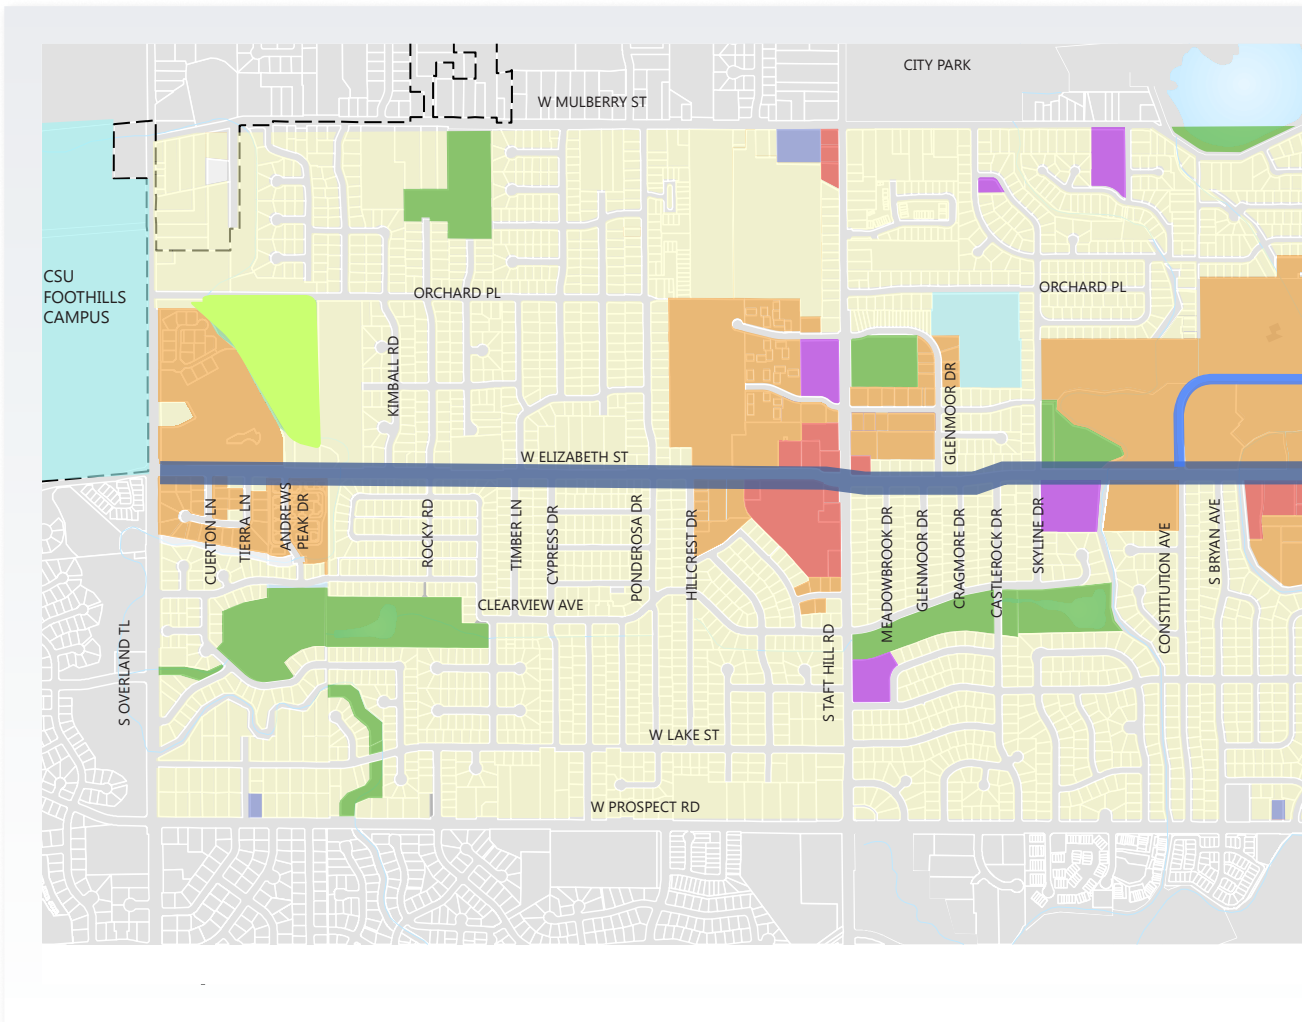 CITY PARK
W MULBERRY ST
CSU
FOOTHILLS
CAMPUS
ORCHARD PL
ORCHARD PL
KIMBALL RD
GLENMOOR DR
W ELIZABETH ST
CUERTON LN
TIERRA LN
ANDREWS
PEAK DR
ROCKY RD
TIMBER LN
CYPRESS DR
PONDEROSA DR
HILLCREST DR
MEADOWBROOK DR
GLENMOOR DR
CRAGMORE DR
CASTLEROCK DR
SKYLINE DR
CONSTITUTION AVE
S BRYAN AVE
CLEARVIEW AVE
S OVERLAND TL
S TAFT HILL RD
W LAKE ST
W PROSPECT RD
-